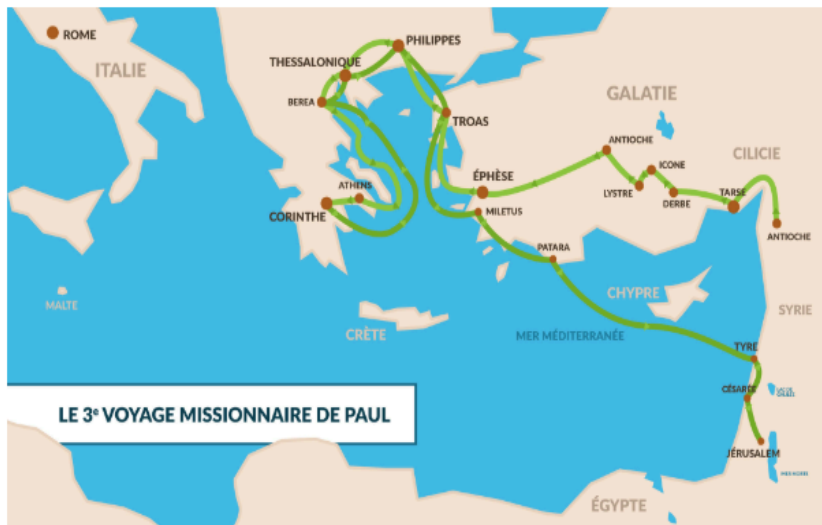 ROME
ITALIE
PHILIPPES
THESSALONIQUE
BEREA
TROAS
GALATIE
ANTIOCHE
ICONE
CILICIE
LYSTRE
DERBE
TARSE
ANTIOCHE
ÉPHÈSE
MILETUS
ATHENS
CORINTHE
PATARA
MALTE
CRÈTE
CHYPRE
SYRIE
MER MÉDITERRANÉE
TYRE
CÉSARÉE
LE 3e VOYAGE MISSIONNAIRE DE PAUL
JÉRUSALEM
ÉGYPTE